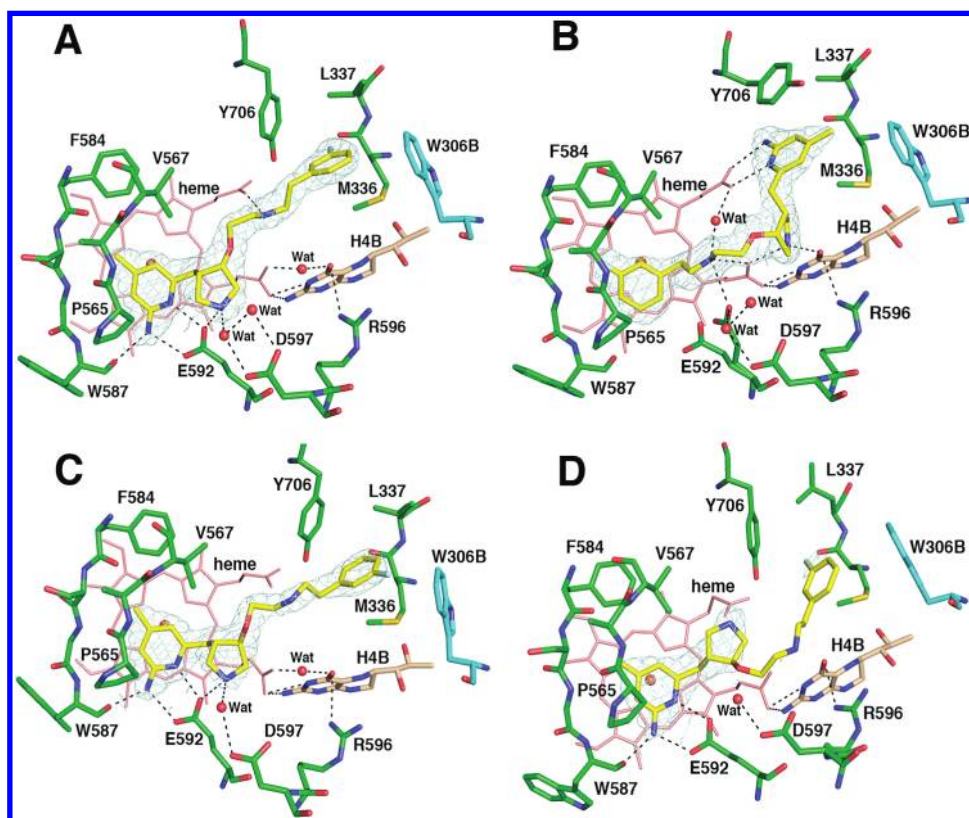 A
Y706
L337
F584
V567
W306B
heme
M336
H4B
Wat
P565
Wat
R596
D597
E592
W587
B
Y706
L337
F584
V567
W306B
heme
M336
Wat
H4B
P565
Wat
Wat
R596
D597
E592
W587
C
Y706
L337
F584
V567
W306B
heme
M336
P565
Wat
H4B
Wat
W587
E592
D597
R596
D
Y706
L337
F584
V567
W306B
heme
M336
H4B
P565
Wat
R596
D597
E592
W587